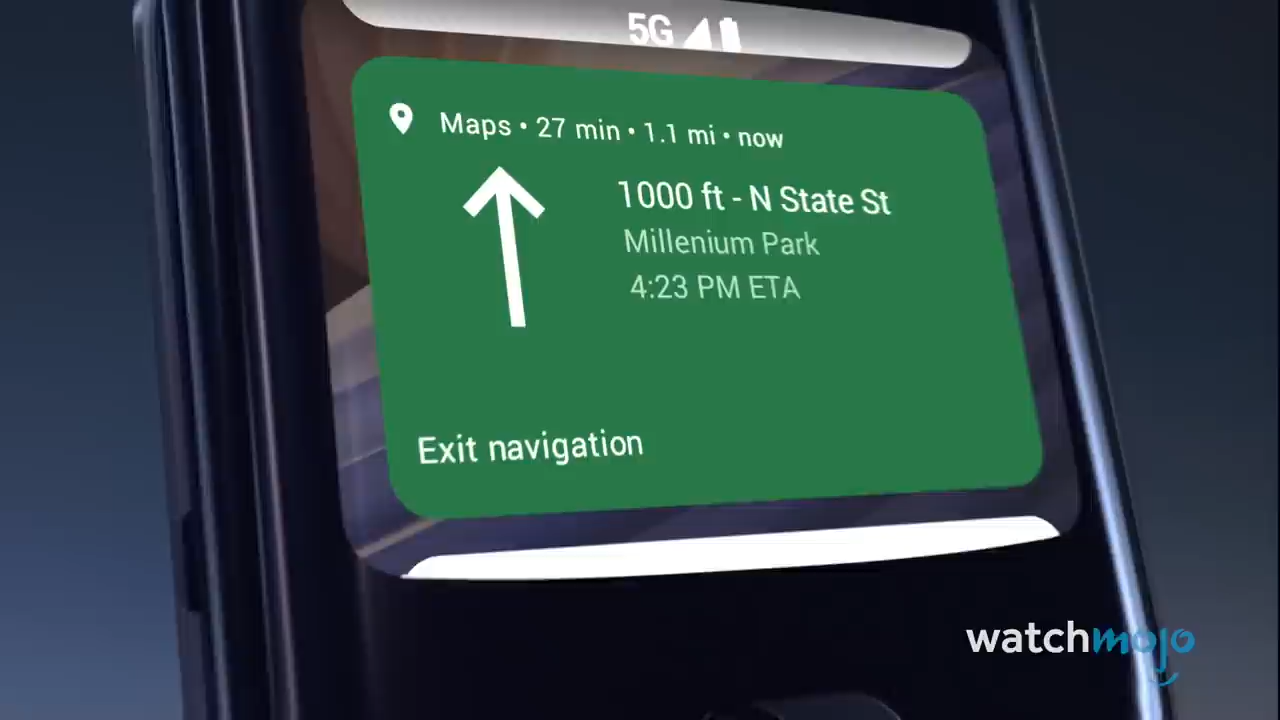 5G
Maps • 27 min • 1.1 mi • now
1000 ft - N State St
Millenium Park
4:23 PM ETA
Exit navigation
watchmojo